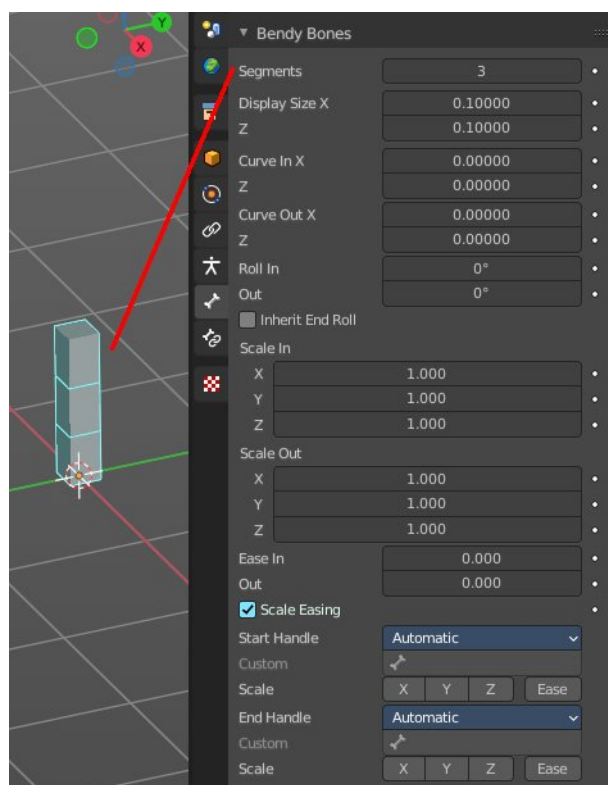 Y
X
Bendy Bones
Segments 3
Display Size X 0.10000
Z 0.10000
Curve In X 0.00000
Z 0.00000
Curve Out X 0.00000
Z 0.00000
Roll In 0°
Out 0°
Inherit End Roll
Scale In
X 1.000
Y 1.000
Z 1.000
Scale Out
X 1.000
Y 1.000
Z 1.000
Ease In 0.000
Out 0.000
Scale Easing
Start Handle Automatic
Custom
Scale X Y Z Ease
End Handle Automatic
Custom
Scale X Y Z Ease